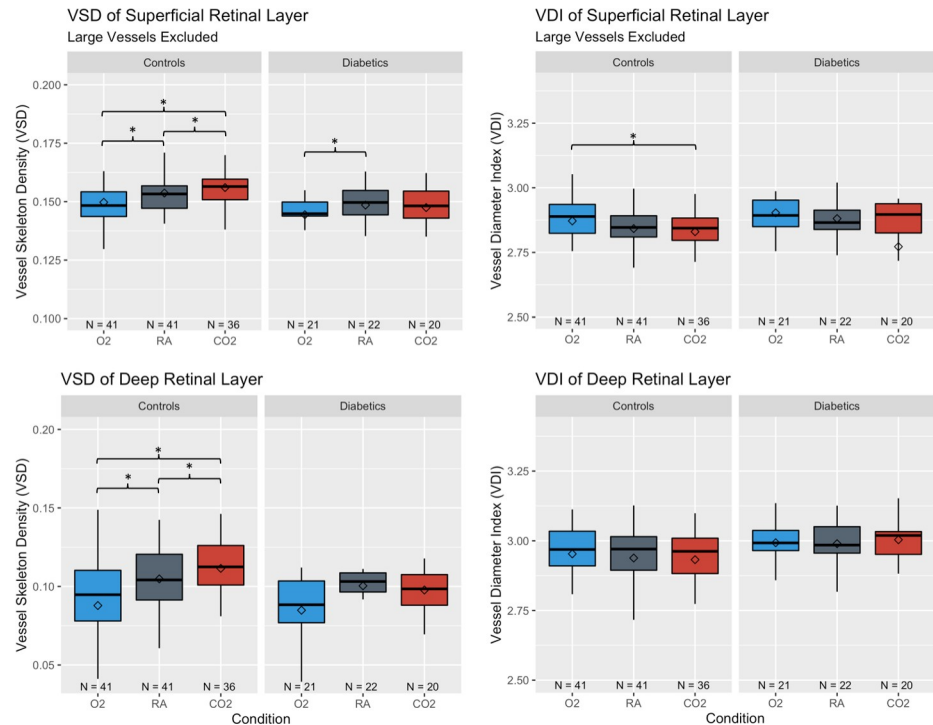 VSD of Superficial Retinal Layer
Large Vessels Excluded
Controls
Diabetics
Vessel Skeleton Density (VSD)
0.200
0.175
0.150
0.125
0.100
* * *
*
N = 41 N = 41 N = 36
N = 21 N = 22 N = 20
O2 RA CO2
O2 RA CO2
VDI of Superficial Retinal Layer
Large Vessels Excluded
Controls
Diabetics
Vessel Diameter Index (VDI)
3.25
3.00
2.75
2.50
*
N = 41 N = 41 N = 36
N = 21 N = 22 N = 20
O2 RA CO2
O2 RA CO2
VSD of Deep Retinal Layer
Controls
Diabetics
Vessel Skeleton Density (VSD)
0.20
0.15
0.10
0.05
* * *
N = 41 N = 41 N = 36
N = 21 N = 22 N = 20
O2 RA CO2
O2 RA CO2
Condition
VDI of Deep Retinal Layer
Controls
Diabetics
Vessel Diameter Index (VDI)
3.25
3.00
2.75
2.50
N = 41 N = 41 N = 36
N = 21 N = 22 N = 20
O2 RA CO2
O2 RA CO2
Condition